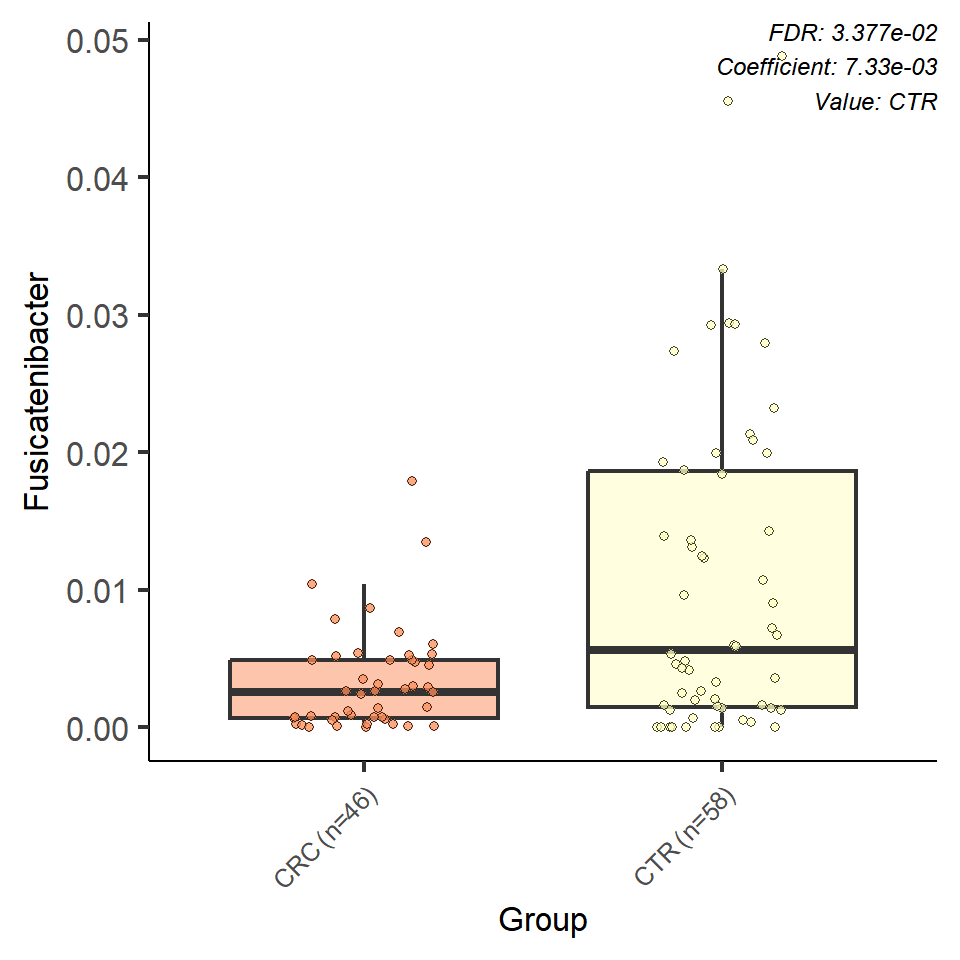 FDR: 3.377e-02
Coefficient: 7.33e-03
Value: CTR
Fusicatenibacter
0.05
0.04
0.03
0.02
0.01
0.00
CRC (n=46)
CTR (n=58)
Group